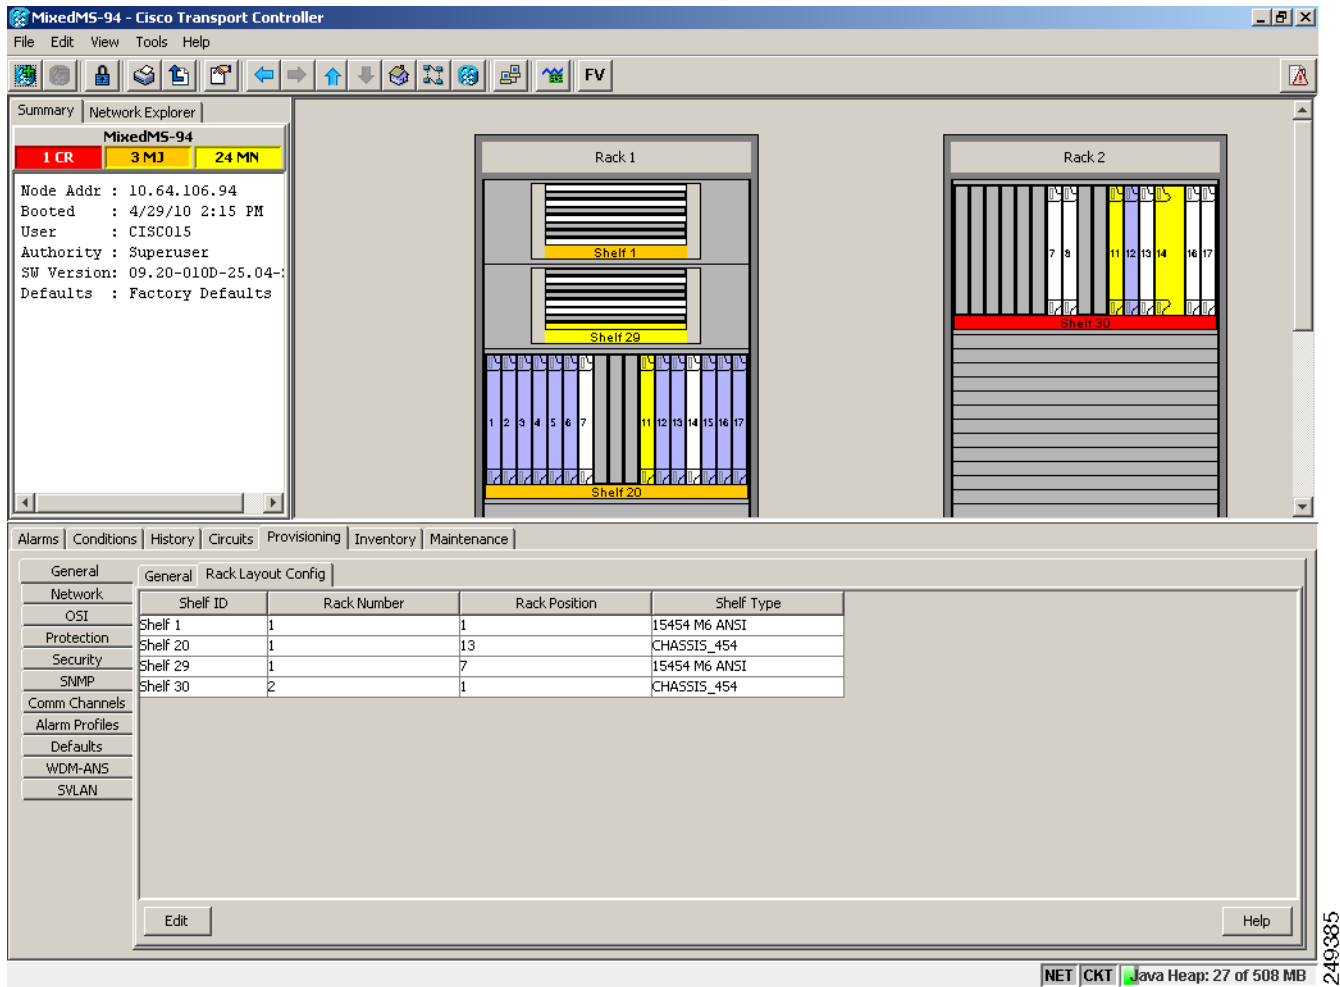 MixedMS-94 - Cisco Transport Controller
File Edit View Tools Help
FV
Summary Network Explorer
MixedMS-94
1 CR 3 MJ 24 MN
Node Addr : 10.64.106.94
Booted : 4/29/10 2:15 PM
User : CISCO15
Authority : Superuser
SW Version: 09.20-010D-25.04-
Defaults : Factory Defaults
Rack 1
Shelf 1
Shelf 29
1 2 3 4 5 6 7 11 12 13 14 15 16 17
Shelf 20
Rack 2
7 8 11 12 13 14 16 17
Shelf 30
Alarms Conditions History Circuits Provisioning Inventory Maintenance
General
Network
OSI
Protection
Security
SNMP
Comm Channels
Alarm Profiles
Defaults
WDM-ANS
SVLAN
General Rack Layout Config
Shelf ID Rack Number Rack Position Shelf Type
Shelf 1 1 1 15454 M6 ANSI
Shelf 20 1 13 CHASSIS_454
Shelf 29 1 7 15454 M6 ANSI
Shelf 30 2 1 CHASSIS_454
Edit Help
NET CKT Java Heap: 27 of 508 MB
249385